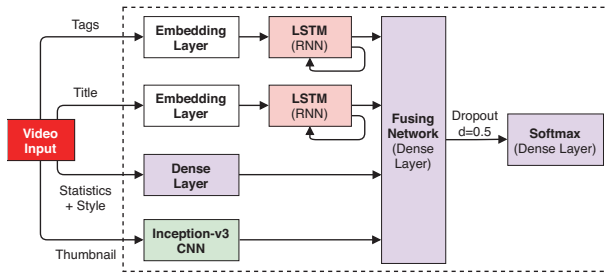 Tags
Embedding
Layer
LSTM
(RNN)
Title
Embedding
Layer
LSTM
(RNN)
Video
Input
Statistics
+ Style
Dense
Layer
Thumbnail
Inception-v3
CNN
Fusing
Network
(Dense
Layer)
Dropout
d=0.5
Softmax
(Dense Layer)